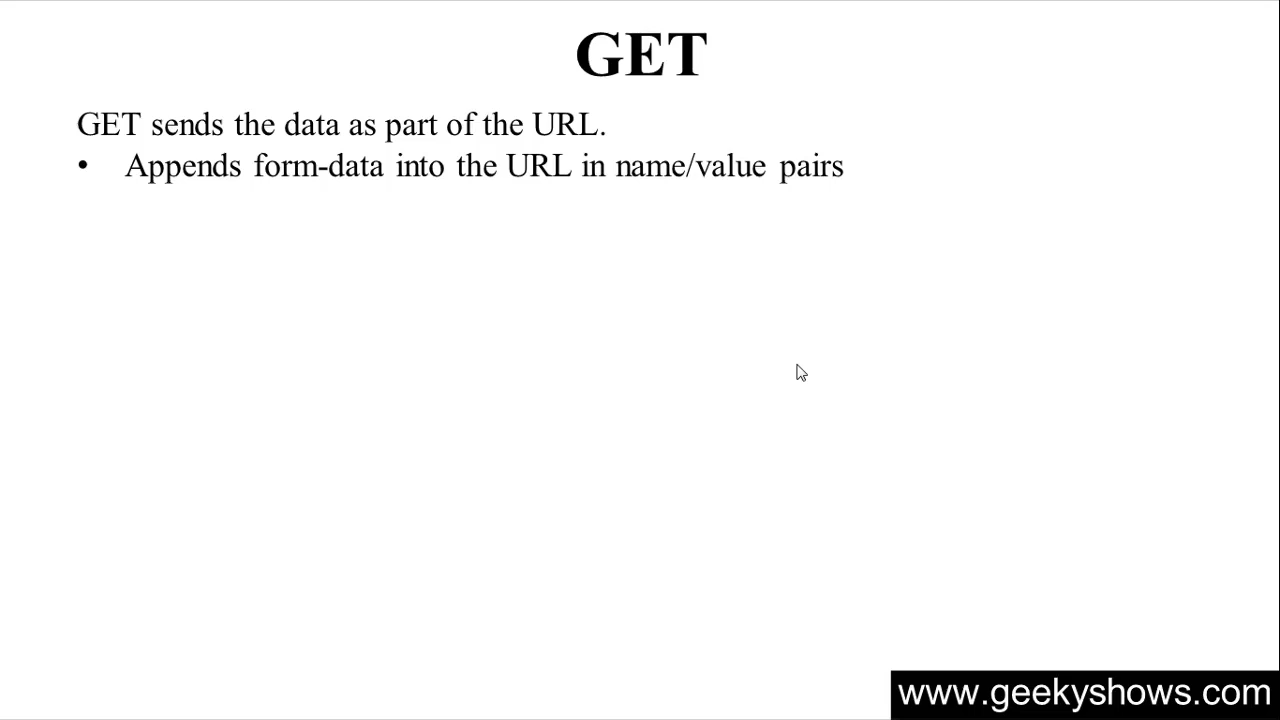 GET
GET sends the data as part of the URL.
• Appends form-data into the URL in name/value pairs
www.geekyshows.com